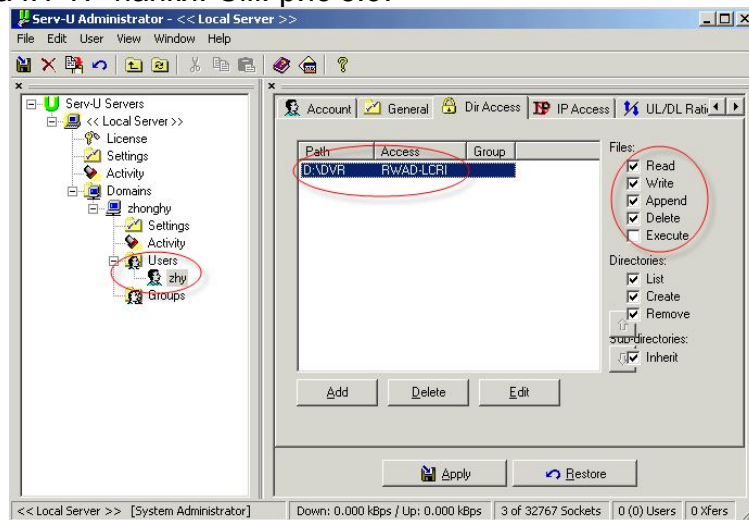 Serv-U Administrator - << Local Server >>
File Edit User View Window Help
Serv-U Servers
<< Local Server >>
License
Settings
Activity
Domains
zhonghy
Settings
Activity
Users
zhy
Groups
Account General Dir Access IP Access UL/DL Rati
Path Access Group
D:\DVR RWAD-LCRI
Files:
Read
Write
Append
Delete
Execute
Directories:
List
Create
Remove
Sub-directories:
Inherit
Add Delete Edit
Apply Restore
<< Local Server >> [System Administrator] Down: 0.000 kBps / Up: 0.000 kBps 3 of 32767 Sockets 0 (0) Users 0 Xfers